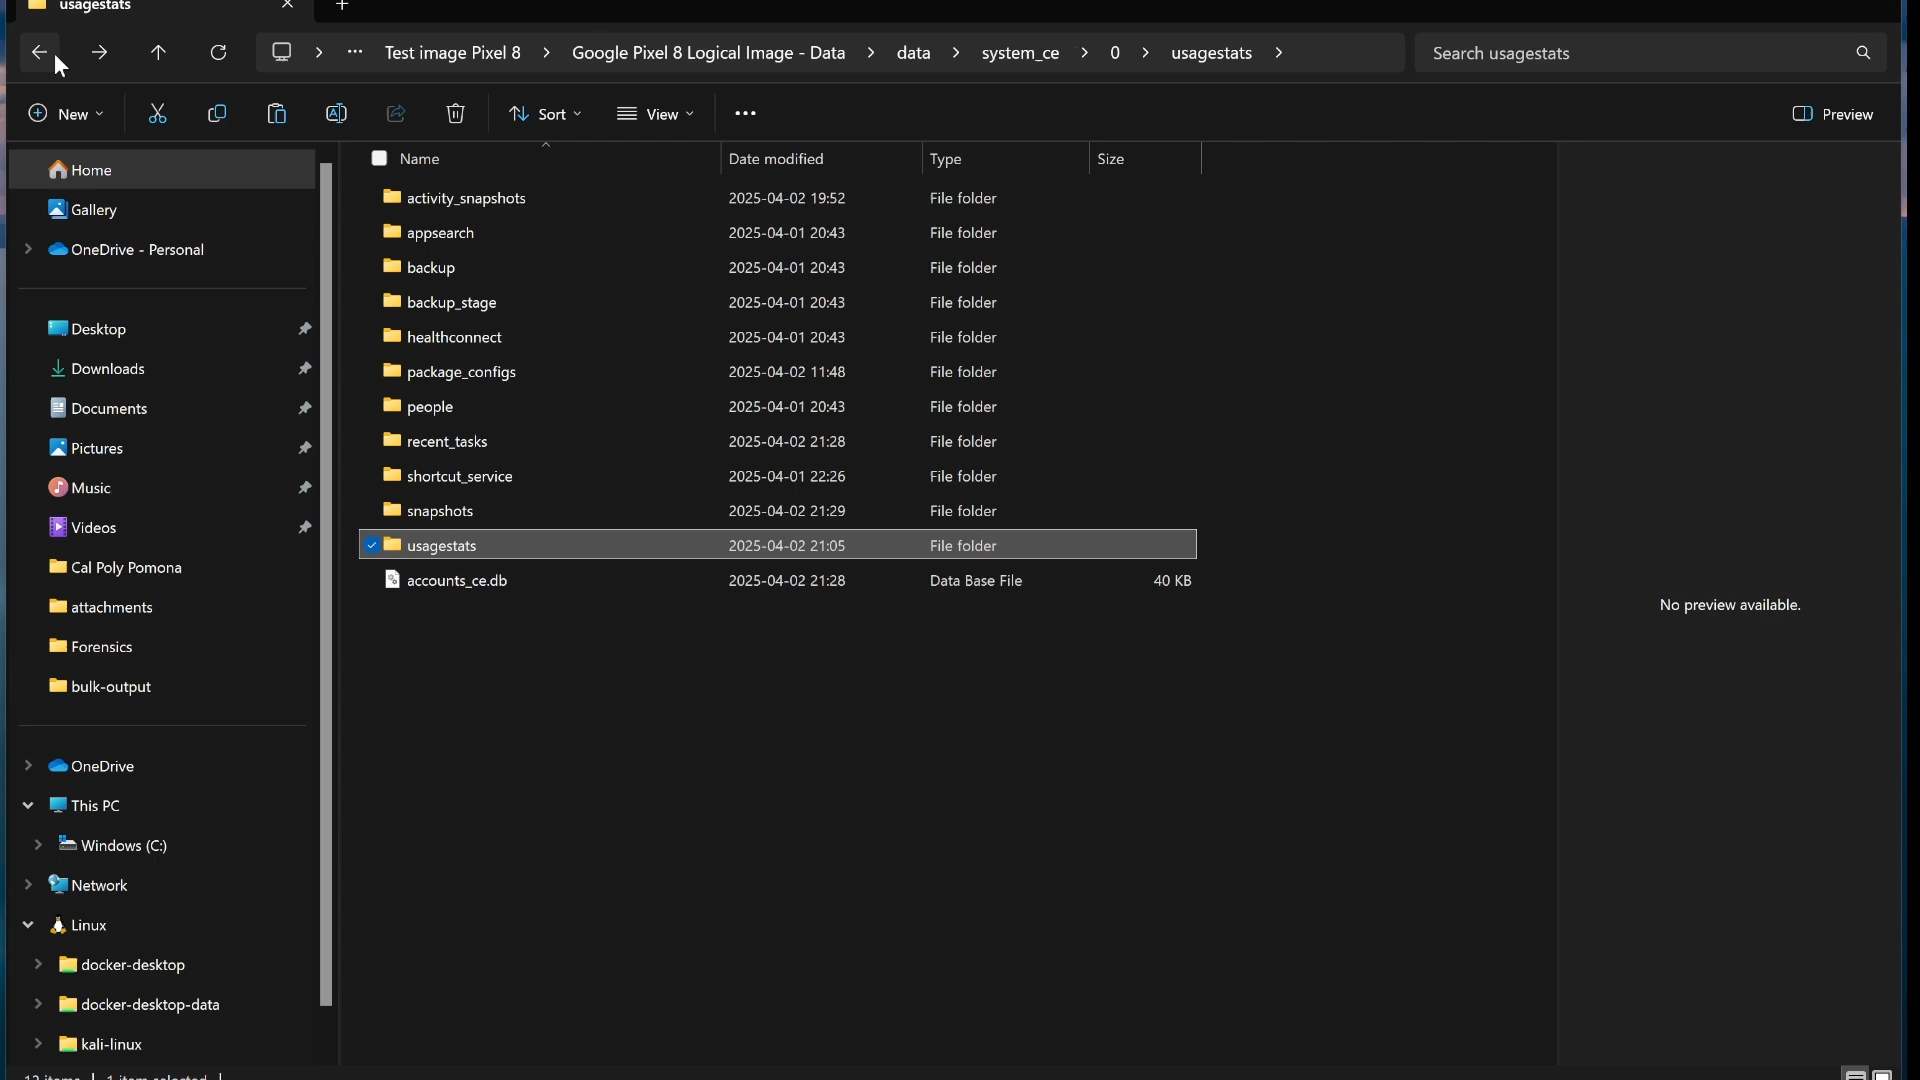 usagestats
Test image Pixel 8 > Google Pixel 8 Logical Image - Data > data > system_ce > 0 > usagestats >
Search usagestats
New
Sort
View
Preview
Home
Gallery
OneDrive - Personal
Desktop
Downloads
Documents
Pictures
Music
Videos
Cal Poly Pomona
attachments
Forensics
bulk-output
OneDrive
This PC
Windows (C:)
Network
Linux
docker-desktop
docker-desktop-data
kali-linux
Name Date modified Type Size
activity_snapshots 2025-04-02 19:52 File folder
appsearch 2025-04-01 20:43 File folder
backup 2025-04-01 20:43 File folder
backup_stage 2025-04-01 20:43 File folder
healthconnect 2025-04-01 20:43 File folder
package_configs 2025-04-02 11:48 File folder
people 2025-04-01 20:43 File folder
recent_tasks 2025-04-02 21:28 File folder
shortcut_service 2025-04-01 22:26 File folder
snapshots 2025-04-02 21:29 File folder
usagestats 2025-04-02 21:05 File folder
accounts_ce.db 2025-04-02 21:28 Data Base File 40 KB
No preview available.
1 item selected